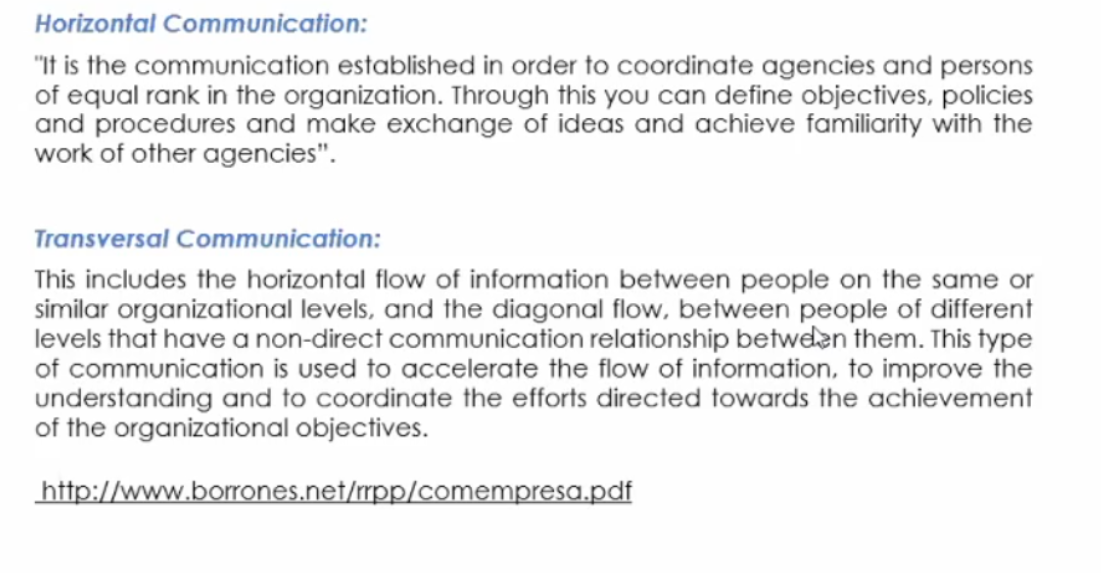 Horizontal Communication:
"It is the communication established in order to coordinate agencies and persons
of equal rank in the organization. Through this you can define objectives, policies
and procedures and make exchange of ideas and achieve familiarity with the
work of other agencies".
Transversal Communication:
This includes the horizontal flow of information between people on the same or
similar organizational levels, and the diagonal flow, between people of different
levels that have a non-direct communication relationship between them. This type
of communication is used to accelerate the flow of information, to improve the
understanding and to coordinate the efforts directed towards the achievement
of the organizational objectives.
http://www.borrones.net/rrpp/comempresa.pdf